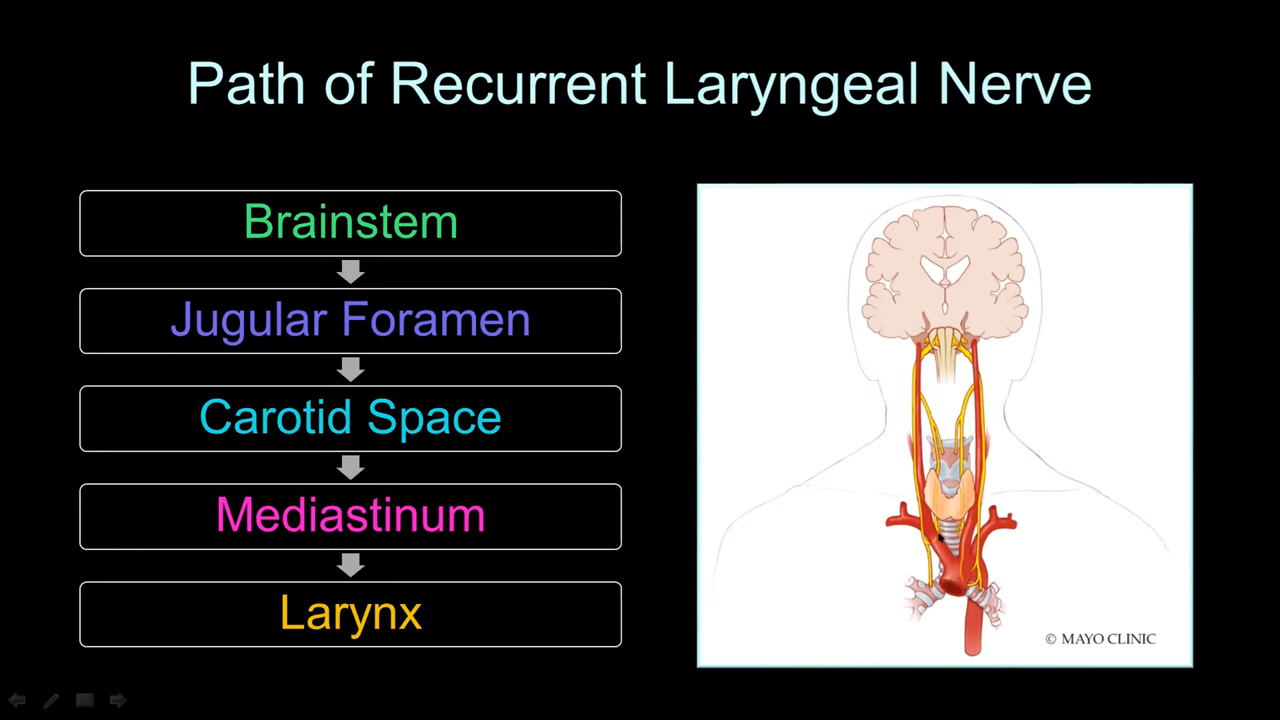 Path of Recurrent Laryngeal Nerve
Brainstem
Jugular Foramen
Carotid Space
Mediastinum
Larynx
© MAYO CLINIC